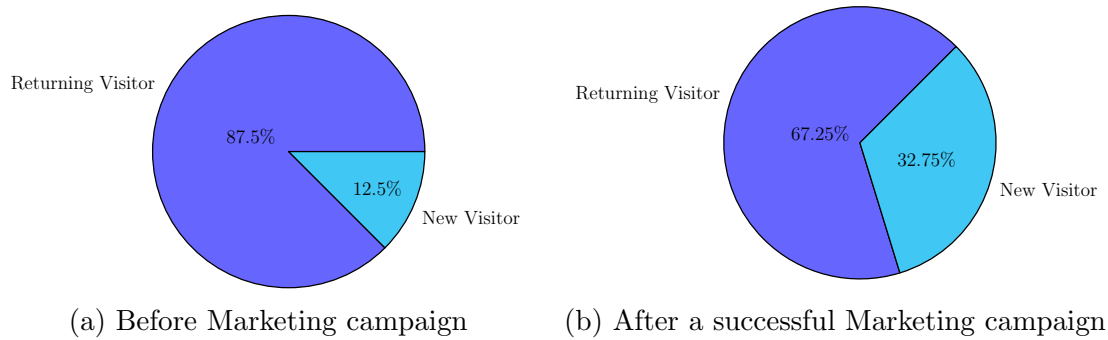 Returning Visitor
87.5%
12.5%
New Visitor
(a) Before Marketing campaign
Returning Visitor
67.25%
32.75%
New Visitor
(b) After a successful Marketing campaign